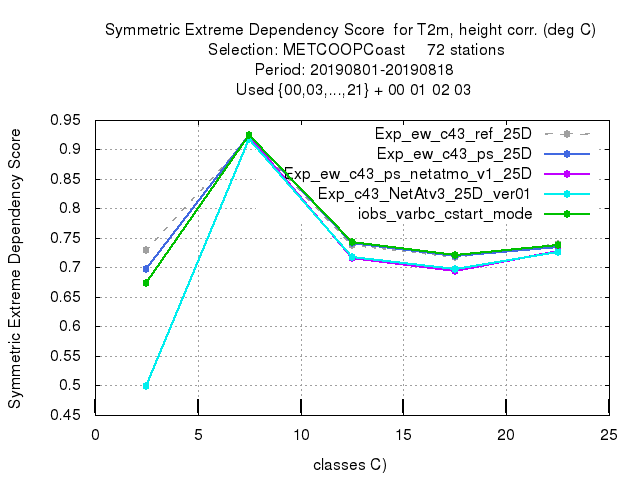 Symmetric Extreme Dependency Score for T2m, height corr. (deg C)
Selection: METCOOPCoast 72 stations
Period: 20190801-20190818
Used {00,03,...,21} + 00 01 02 03
Symmetric Extreme Dependency Score
0.95
0.9
0.85
0.8
0.75
0.7
0.65
0.6
0.55
0.5
0.45
Exp_ew_c43_ref_25D
Exp_ew_c43_ps_25D
Exp_ew_c43_ps_netatmo_v1_25D
Exp_c43_NetAtv3_25D_ver01
iobs_varbc_cstart_mode
0 5 10 15 20 25
classes C)